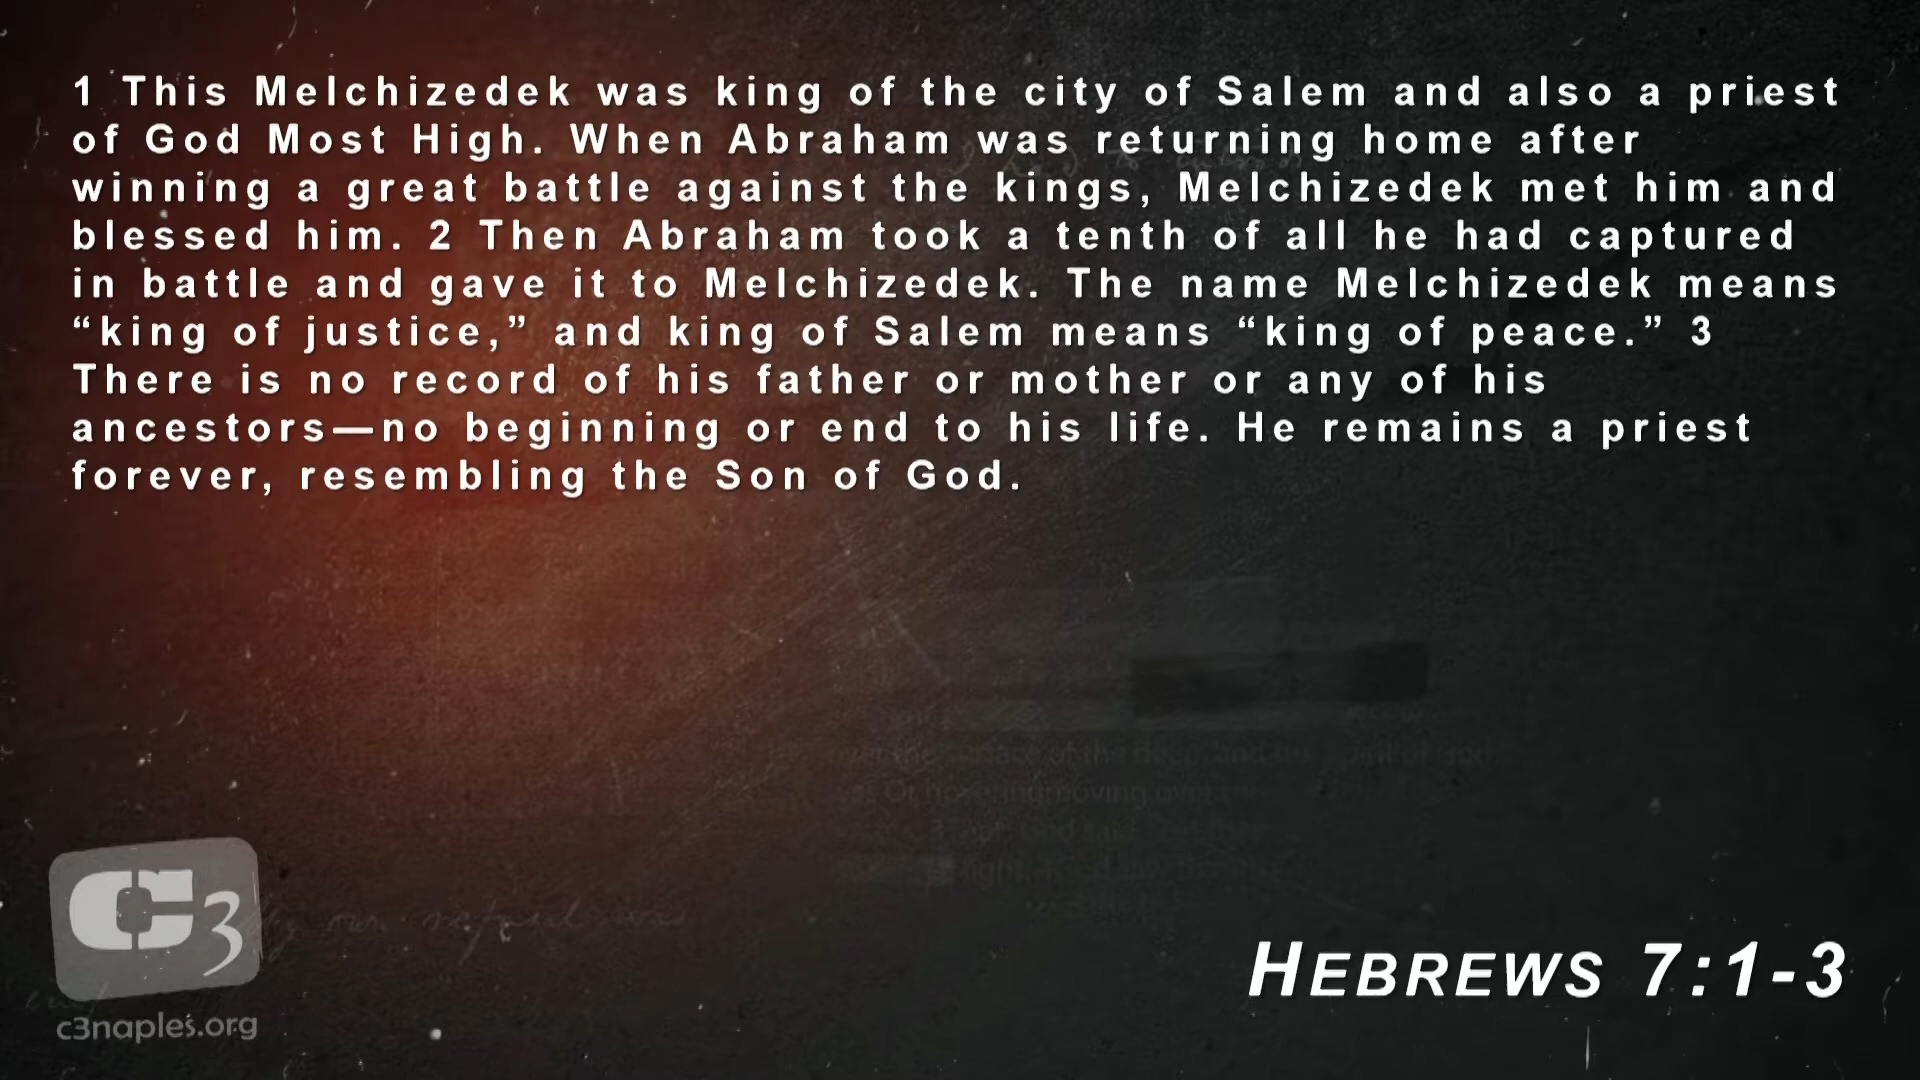 1 This Melchizedek was king of the city of Salem and also a priest
of God Most High. When Abraham was returning home after
winning a great battle against the kings, Melchizedek met him and
blessed him. 2 Then Abraham took a tenth of all he had captured
in battle and gave it to Melchizedek. The name Melchizedek means
“king of justice,” and king of Salem means “king of peace.” 3
There is no record of his father or mother or any of his
ancestors—no beginning or end to his life. He remains a priest
forever, resembling the Son of God.
C3
c3naples.org
HEBREWS 7:1-3